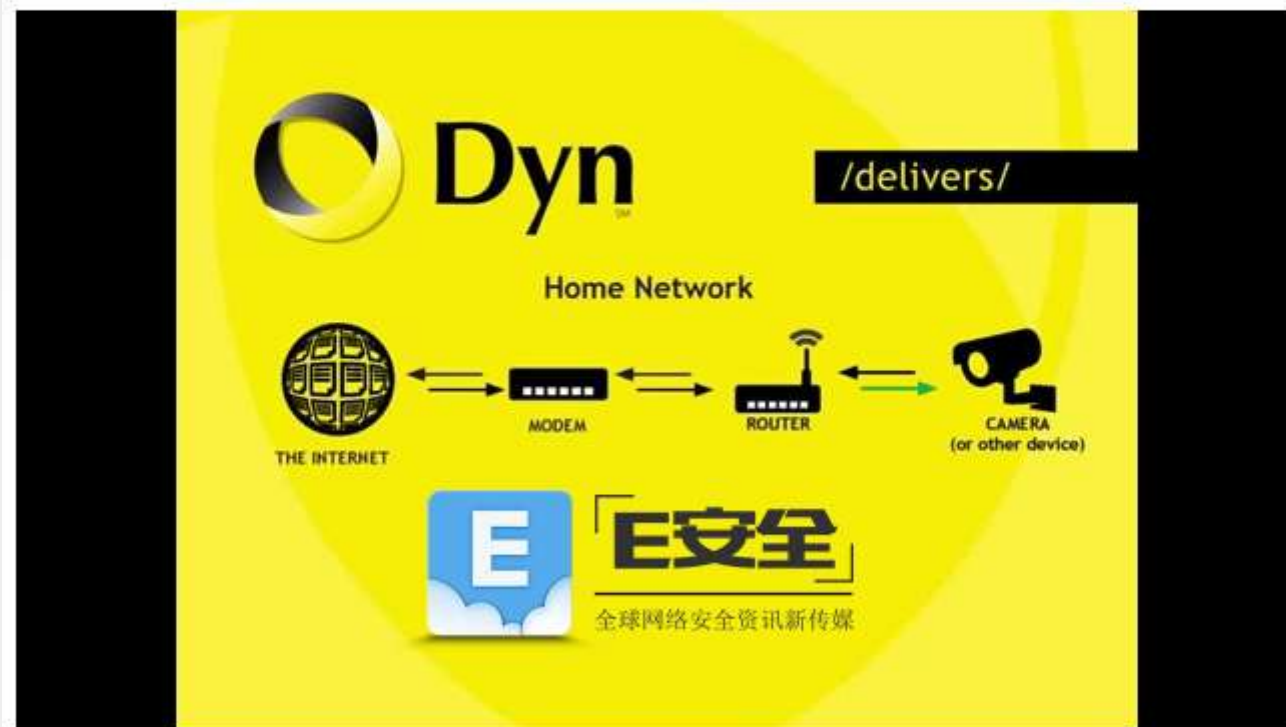 Dyn
SM
/delivers/
Home Network
THE INTERNET
MODEM
ROUTER
CAMERA
(or other device)
E
「E安全」
全球网络安全资讯新传媒